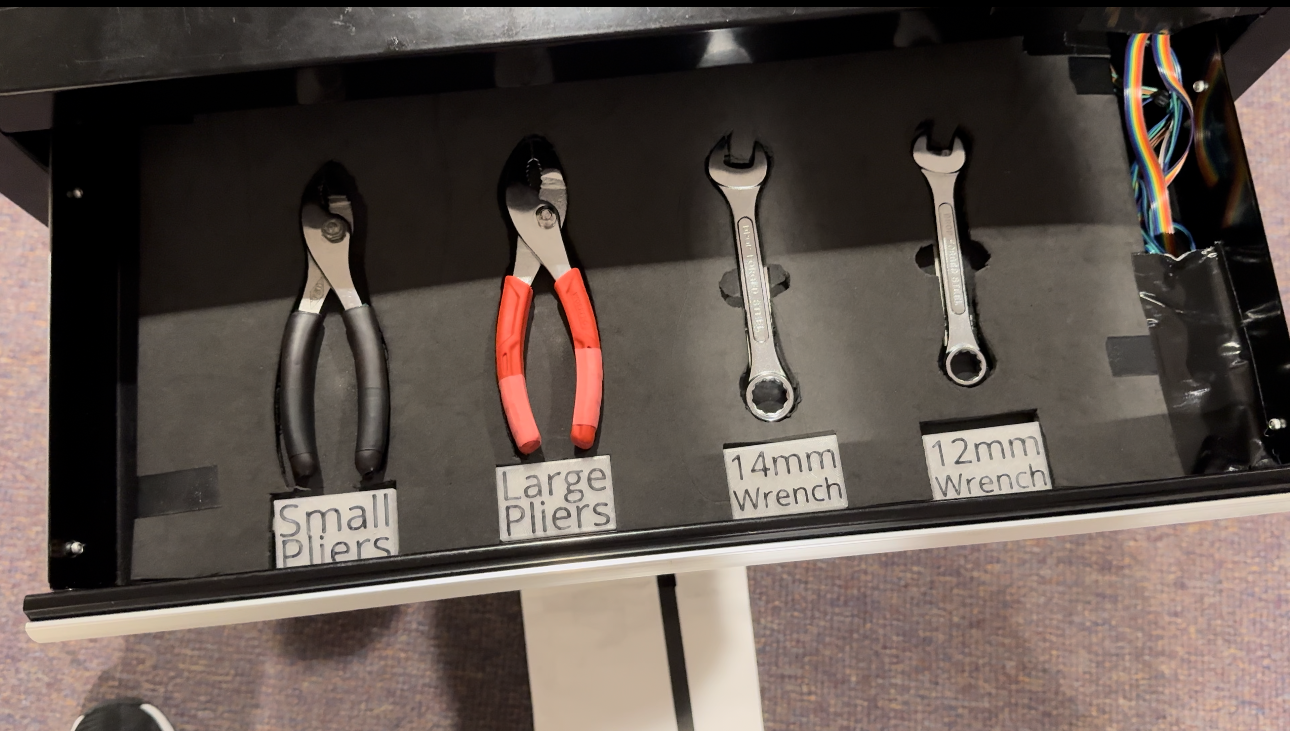 Small
Pliers
Large
Pliers
14mm
Wrench
12mm
Wrench